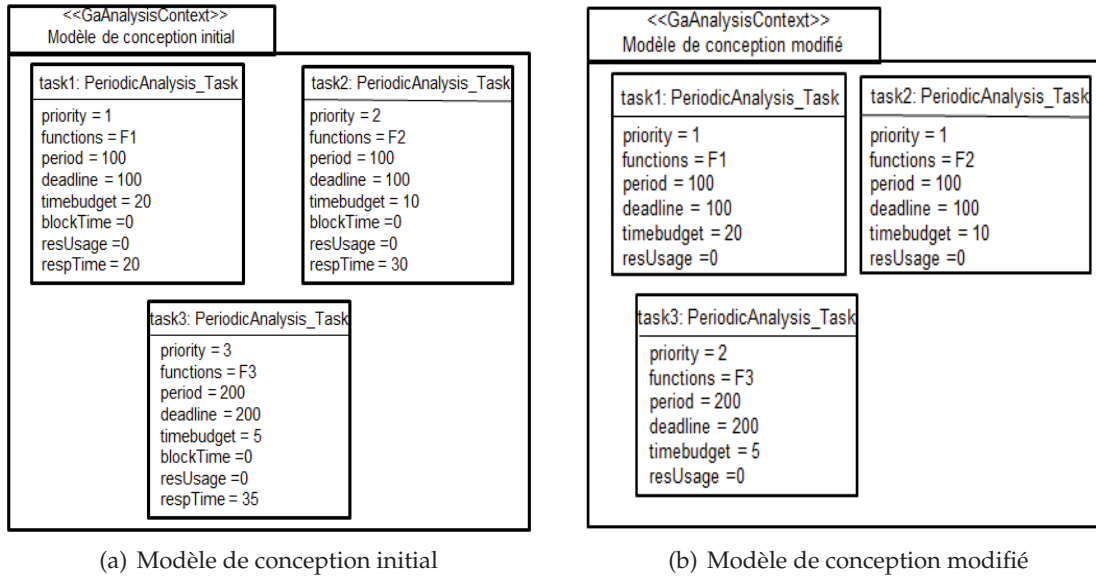 <<GaAnalysisContext>>
Modèle de conception initial
task1: PeriodicAnalysis_Task
priority = 1
functions = F1
period = 100
deadline = 100
timebudget = 20
blockTime =0
resUsage =0
respTime = 20
task2: PeriodicAnalysis_Task
priority = 2
functions = F2
period = 100
deadline = 100
timebudget = 10
blockTime =0
resUsage =0
respTime = 30
task3: PeriodicAnalysis_Task
priority = 3
functions = F3
period = 200
deadline = 200
timebudget = 5
blockTime =0
resUsage =0
respTime = 35
(a) Modèle de conception initial
<<GaAnalysisContext>>
Modèle de conception modifié
task1: PeriodicAnalysis_Task
priority = 1
functions = F1
period = 100
deadline = 100
timebudget = 20
resUsage =0
task2: PeriodicAnalysis_Task
priority = 1
functions = F2
period = 100
deadline = 100
timebudget = 10
resUsage =0
task3: PeriodicAnalysis_Task
priority = 2
functions = F3
period = 200
deadline = 200
timebudget = 5
resUsage =0
(b) Modèle de conception modifié